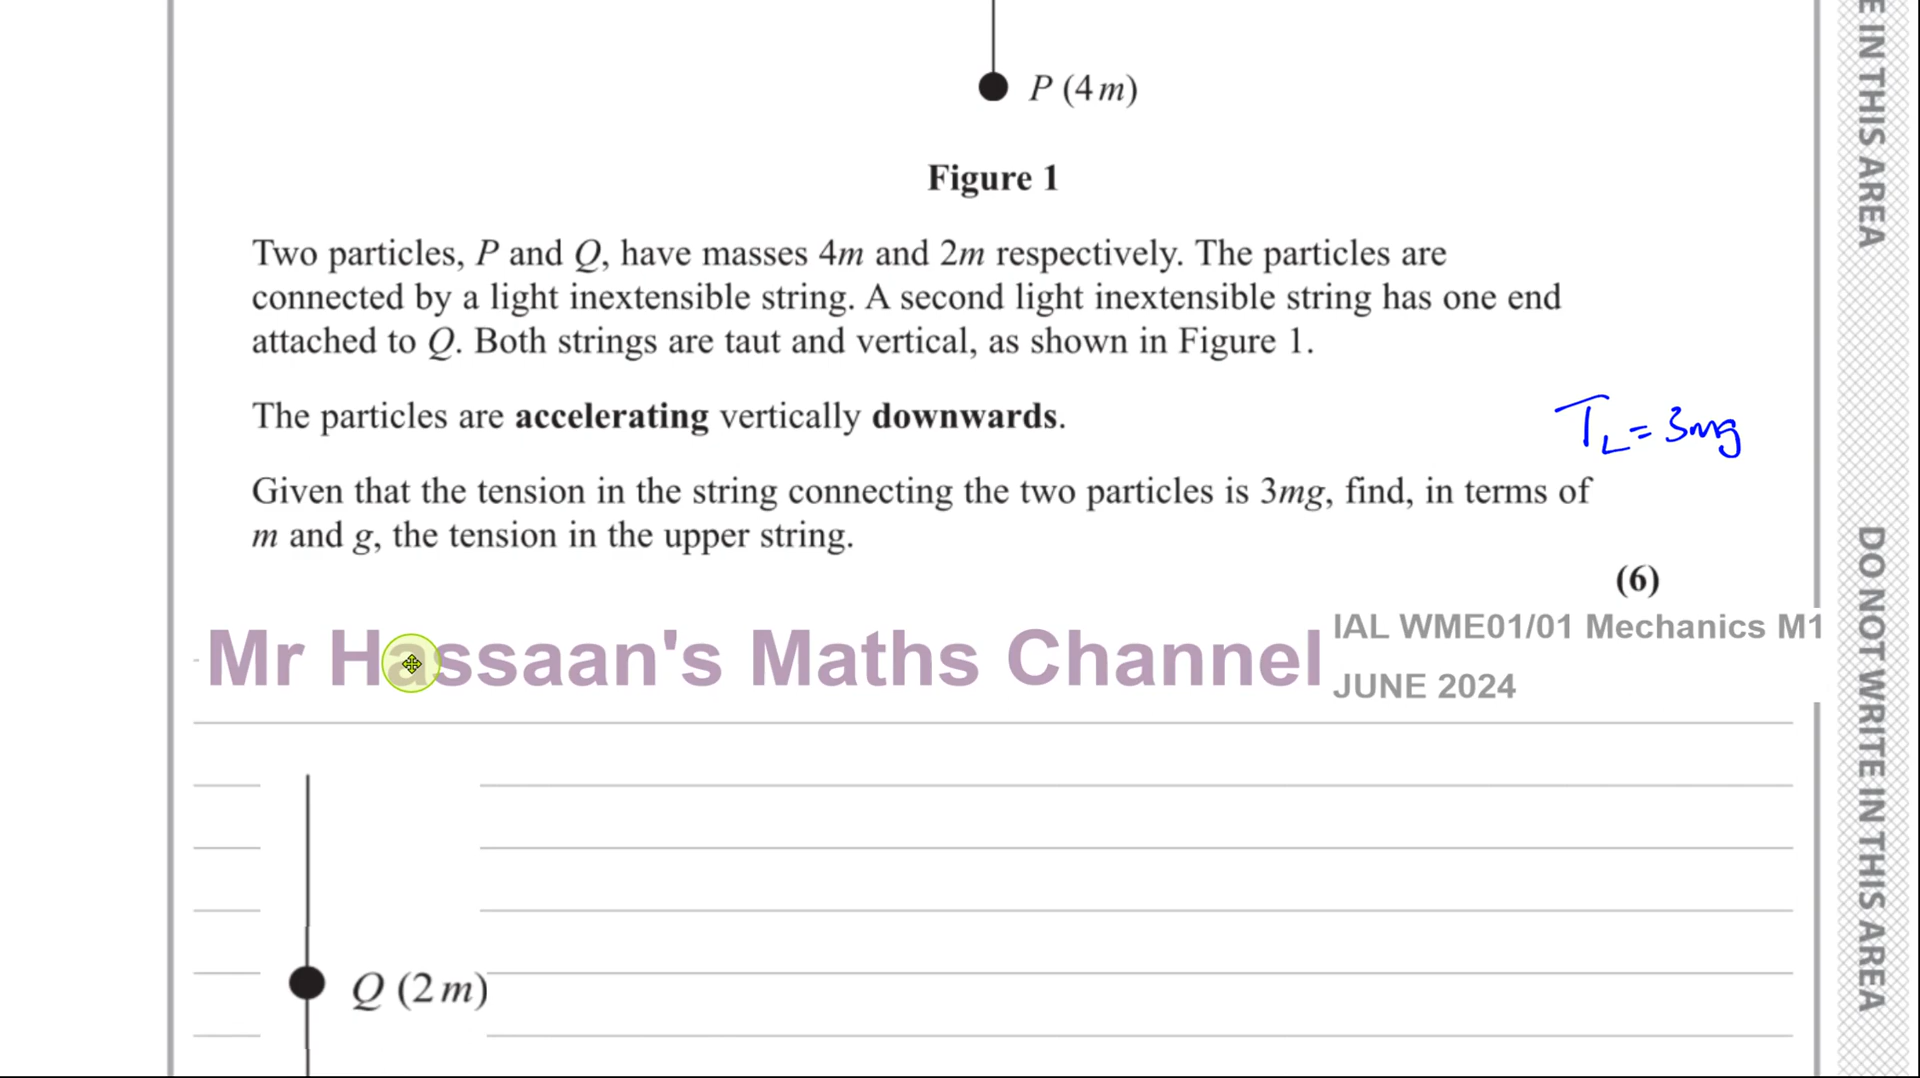 P (4m)
Figure 1
Two particles, P and Q, have masses 4m and 2m respectively. The particles are
connected by a light inextensible string. A second light inextensible string has one end
attached to Q. Both strings are taut and vertical, as shown in Figure 1.
The particles are accelerating vertically downwards.
T_L = 3mg
Given that the tension in the string connecting the two particles is 3mg, find, in terms of
m and g, the tension in the upper string.
(6)
Mr Hassaan's Maths Channel
IAL WME01/01 Mechanics M1
JUNE 2024
Q (2m)
E IN THIS AREA
DO NOT WRITE IN THIS AREA